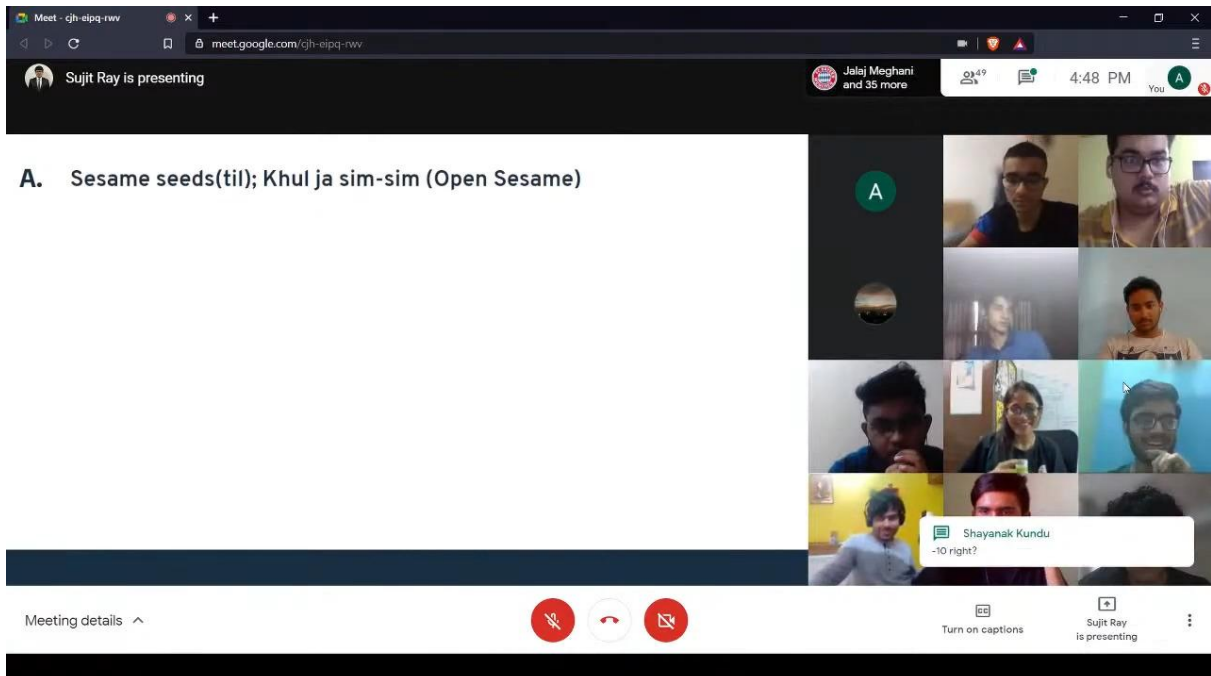 Meet - cjh-eipq-rwv
meet.google.com/cjh-eipq-rwv
Sujit Ray is presenting
Jalaj Meghani
and 35 more
49
4:48 PM
You
A
A. Sesame seeds(til); Khul ja sim-sim (Open Sesame)
A
Shayanak Kundu
-10 right?
Meeting details
CC
Turn on captions
Sujit Ray
is presenting